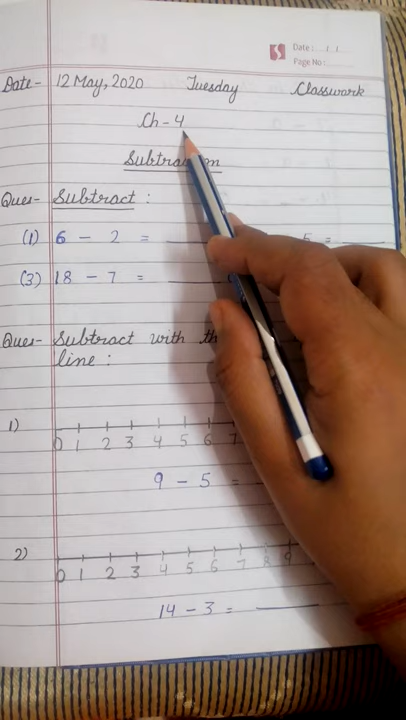 Date: / /
Page No:
Date- 12 May, 2020 Tuesday Classwork
Ch-4
Ques- Subtract :
(1) 6 - 2 = 5 =
(3) 18 - 7 =
Ques- Subtract with
line :
1)
0 1 2 3 4 5 6 7
9 - 5 =
2)
0 1 2 3 4 5 6 7 8 9
14 - 3 =